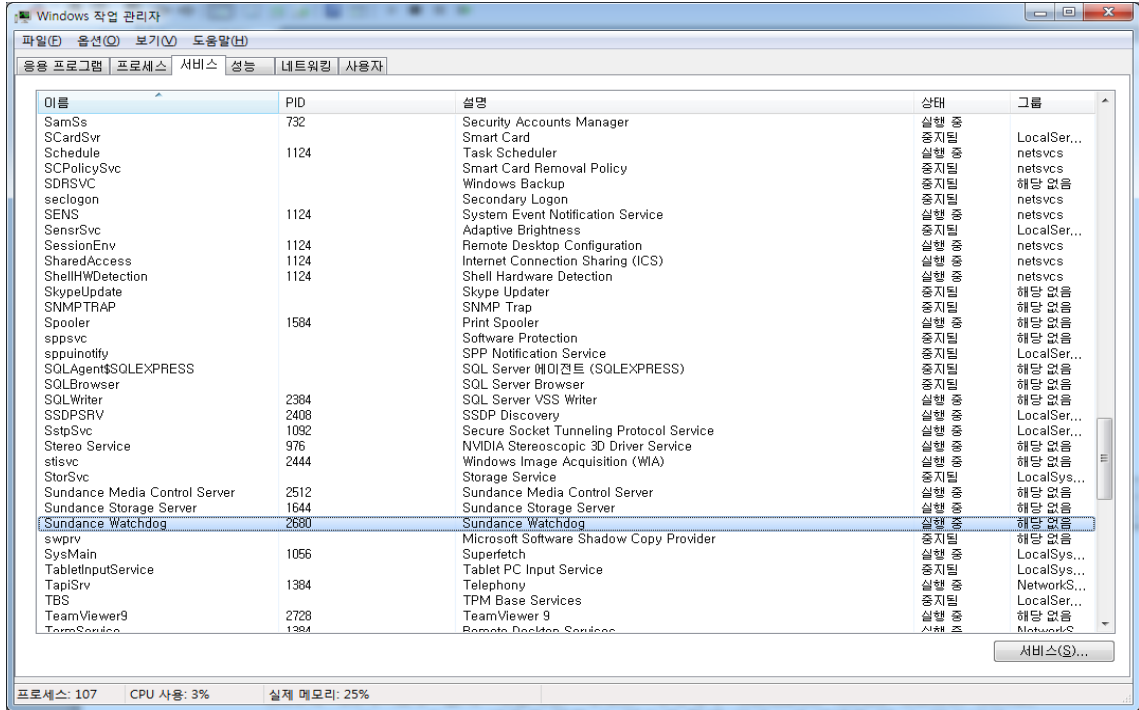 Windows 작업 관리자
파일(F) 옵션(O) 보기(V) 도움말(H)
응용 프로그램 프로세스 서비스 성능 네트워킹 사용자
이름 PID 설명 상태 그룹
SamSs 732 Security Accounts Manager 실행 중
SCardSvr Smart Card 중지됨 LocalSer...
Schedule 1124 Task Scheduler 실행 중 netsvcs
SCPolicySvc Smart Card Removal Policy 중지됨 netsvcs
SDRSVC Windows Backup 중지됨 해당 없음
seclogon Secondary Logon 중지됨 netsvcs
SENS 1124 System Event Notification Service 실행 중 netsvcs
SensrSvc Adaptive Brightness 중지됨 LocalSer...
SessionEnv 1124 Remote Desktop Configuration 실행 중 netsvcs
SharedAccess 1124 Internet Connection Sharing (ICS) 실행 중 netsvcs
ShellHWDetection 1124 Shell Hardware Detection 실행 중 netsvcs
SkypeUpdate Skype Updater 중지됨 해당 없음
SNMPTRAP SNMP Trap 중지됨 해당 없음
Spooler 1584 Print Spooler 실행 중 해당 없음
sppsvc Software Protection 중지됨 해당 없음
sppuinotify SPP Notification Service 중지됨 LocalSer...
SQLAgent$SQLEXPRESS SQL Server 에이전트 (SQLEXPRESS) 중지됨 해당 없음
SQLBrowser SQL Server Browser 중지됨 해당 없음
SQLWriter 2384 SQL Server VSS Writer 실행 중 해당 없음
SSDPSRV 2408 SSDP Discovery 실행 중 LocalSer...
SstpSvc 1092 Secure Socket Tunneling Protocol Service 실행 중 LocalSer...
Stereo Service 976 NVIDIA Stereoscopic 3D Driver Service 실행 중 해당 없음
stisvc 2444 Windows Image Acquisition (WIA) 실행 중 해당 없음
StorSvc Storage Service 중지됨 LocalSys...
Sundance Media Control Server 2512 Sundance Media Control Server 실행 중 해당 없음
Sundance Storage Server 1644 Sundance Storage Server 실행 중 해당 없음
Sundance Watchdog 2680 Sundance Watchdog 실행 중 해당 없음
swprv Microsoft Software Shadow Copy Provider 중지됨 해당 없음
SysMain 1056 Superfetch 실행 중 LocalSys...
TabletInputService Tablet PC Input Service 중지됨 LocalSys...
TapiSrv 1384 Telephony 실행 중 NetworkS...
TBS TPM Base Services 중지됨 LocalSer...
TeamViewer9 2728 TeamViewer 9 실행 중 해당 없음
TermService 1384 Remote Desktop Services 실행 중 NetworkS...
서비스(S)...
프로세스: 107 CPU 사용: 3% 실제 메모리: 25%